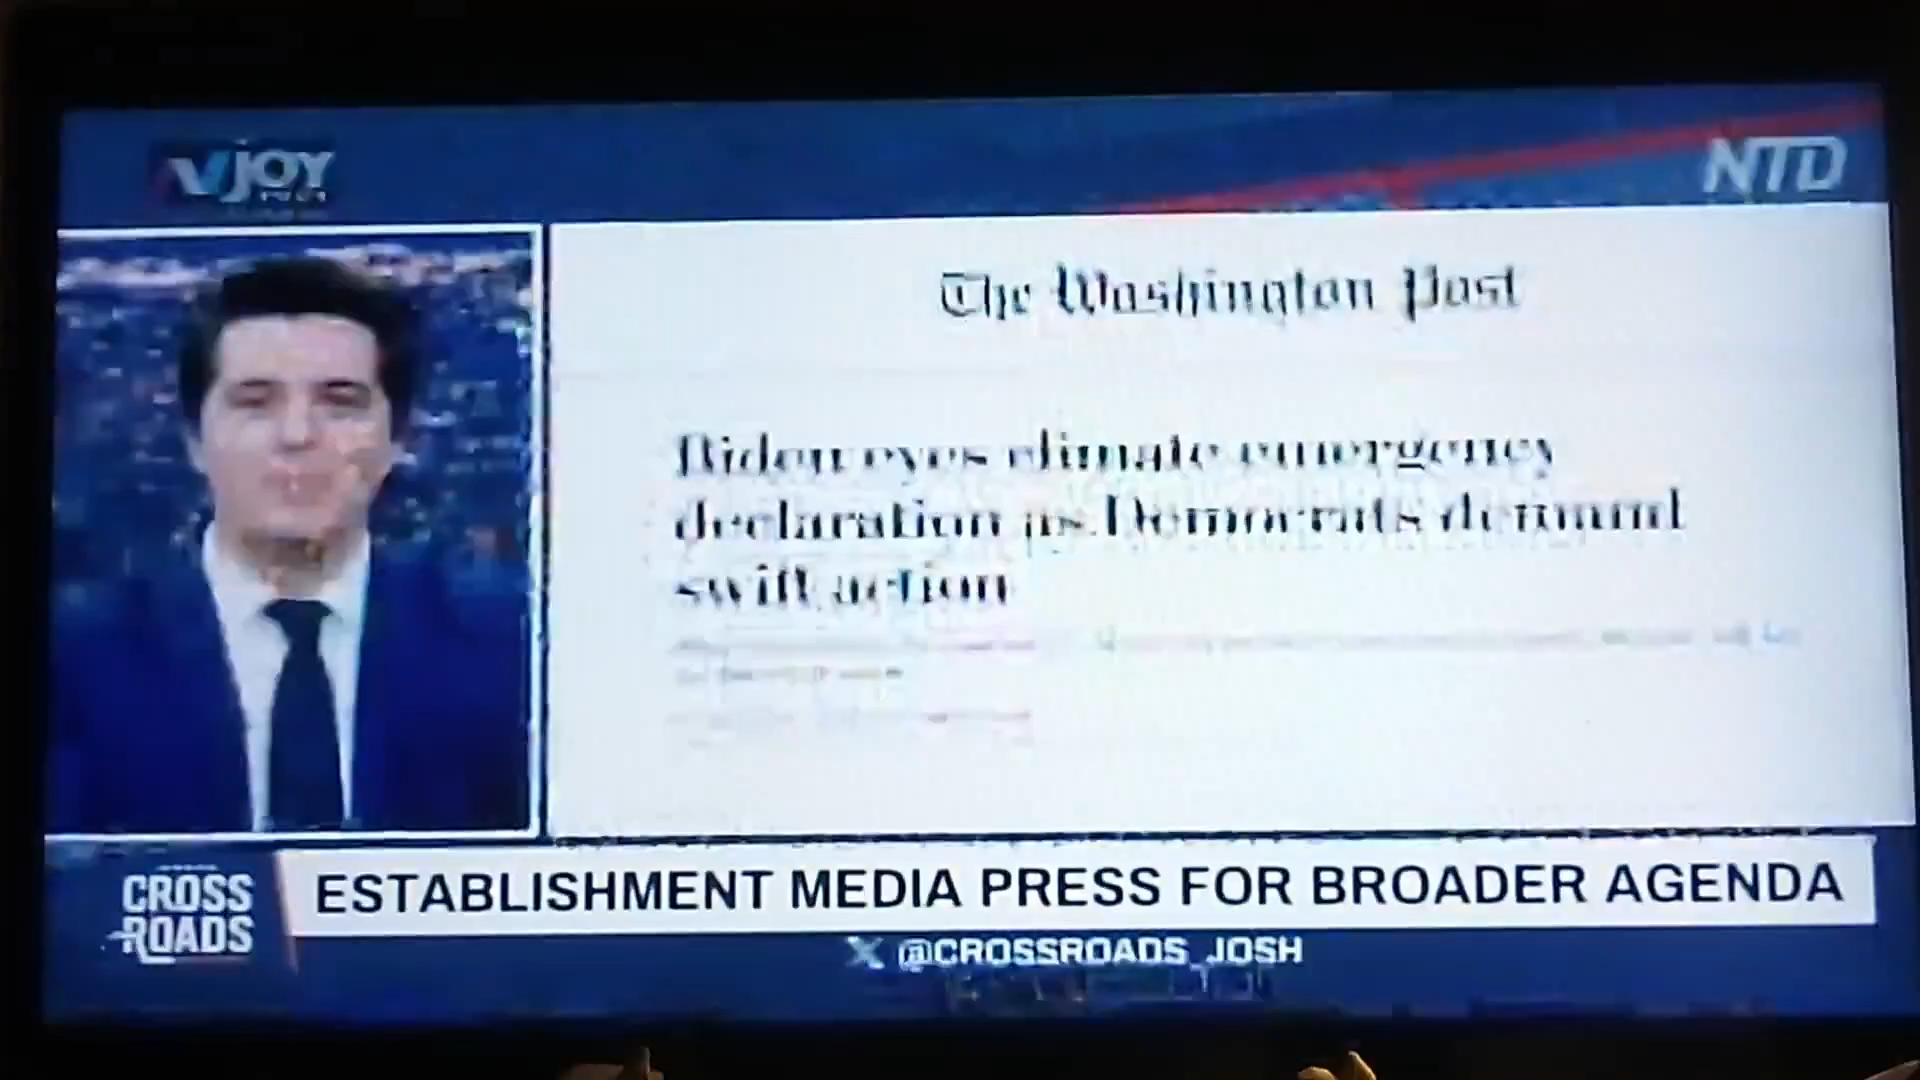 JOY
NTD
The Washington Post
Biden eyes climate emergency
declaration as Democrats demand
swift action
CROSS
ROADS
ESTABLISHMENT MEDIA PRESS FOR BROADER AGENDA
X @CROSSROADS_JOSH